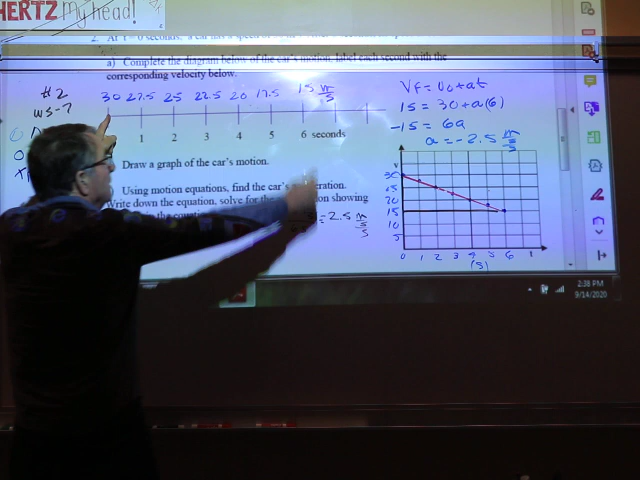 HERTZ My head!
a) Complete the diagram below of the car's motion, label each second with the
corresponding velocity below.
#2
ws-7
30 27.5 25 22.5 20 17.5 15 m/s
1 2 3 4 5 6 seconds
Draw a graph of the car's motion.
Using motion equations, find the car's
Write down the equation, solve for the showing
= 2.5 m/s/s
Vf = Vo + at
15 = 30 + a(6)
-15 = 6a
a = -2.5 m/s/s
v
30
25
20
15
10
5
0 1 2 3 4 5 6 t
(s)
2:38 PM
9/14/2020